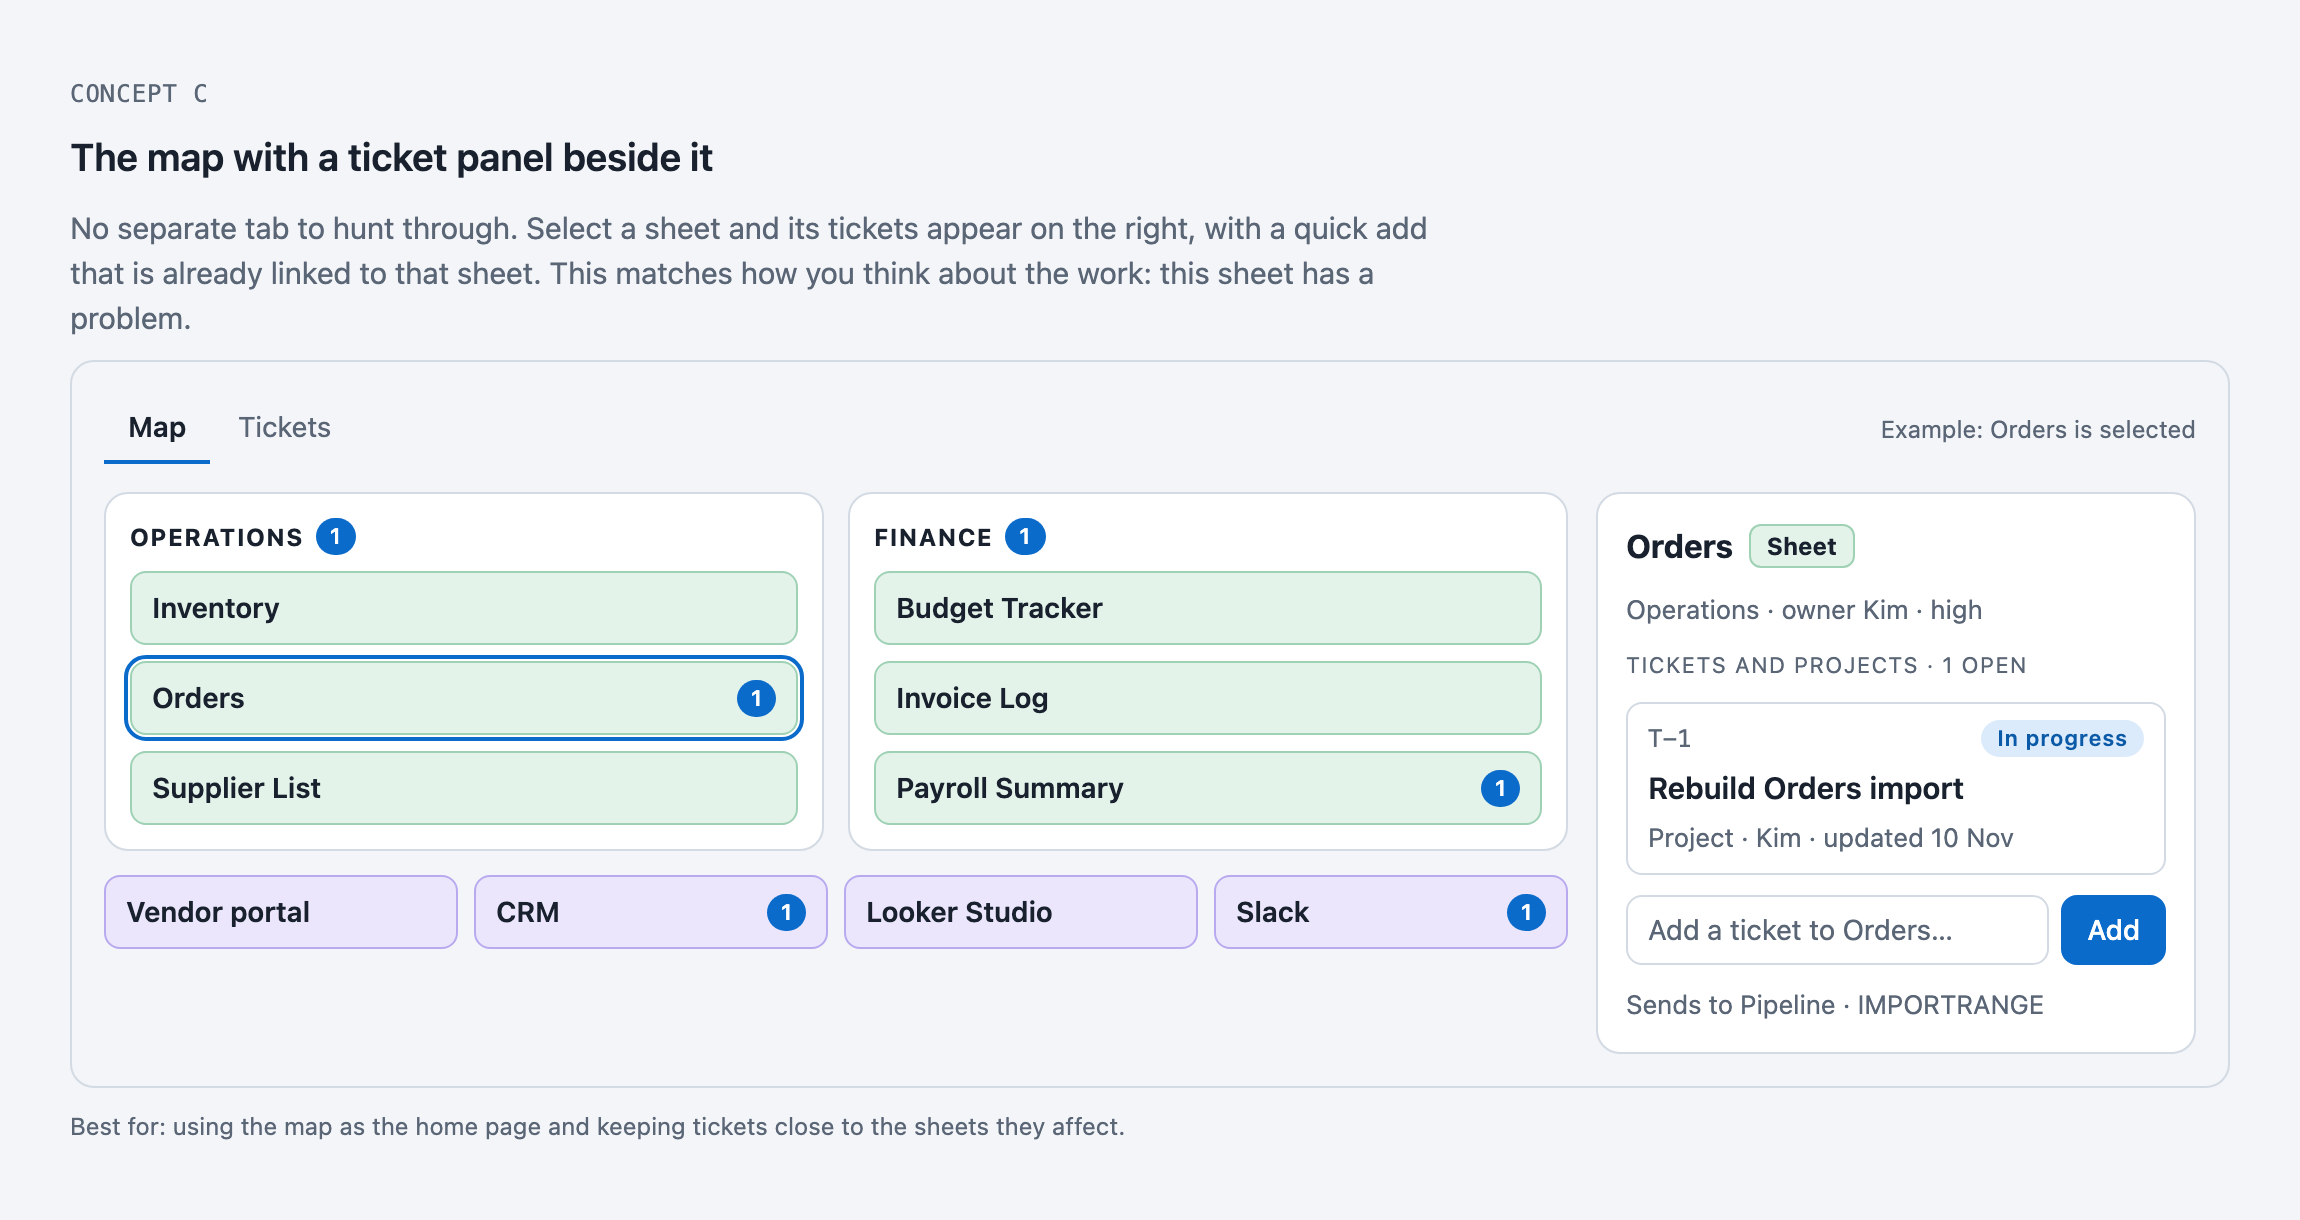 CONCEPT C
The map with a ticket panel beside it
No separate tab to hunt through. Select a sheet and its tickets appear on the right, with a quick add
that is already linked to that sheet. This matches how you think about the work: this sheet has a
problem.
Map
Tickets
Example: Orders is selected
OPERATIONS 1
Inventory
Orders 1
Supplier List
FINANCE 1
Budget Tracker
Invoice Log
Payroll Summary 1
Vendor portal
CRM 1
Looker Studio
Slack 1
Orders Sheet
Operations · owner Kim · high
TICKETS AND PROJECTS · 1 OPEN
T–1 In progress
Rebuild Orders import
Project · Kim · updated 10 Nov
Add a ticket to Orders... Add
Sends to Pipeline · IMPORTRANGE
Best for: using the map as the home page and keeping tickets close to the sheets they affect.